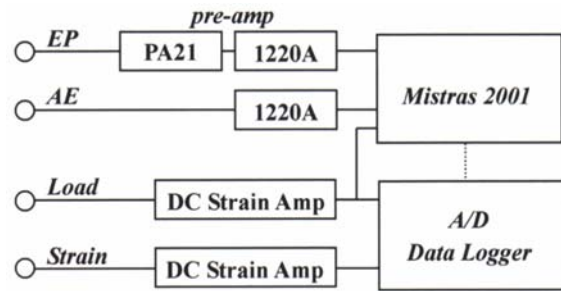 pre-amp
EP
PA21
1220A
Mistras 2001
AE
1220A
Load
DC Strain Amp
A/D
Data Logger
Strain
DC Strain Amp